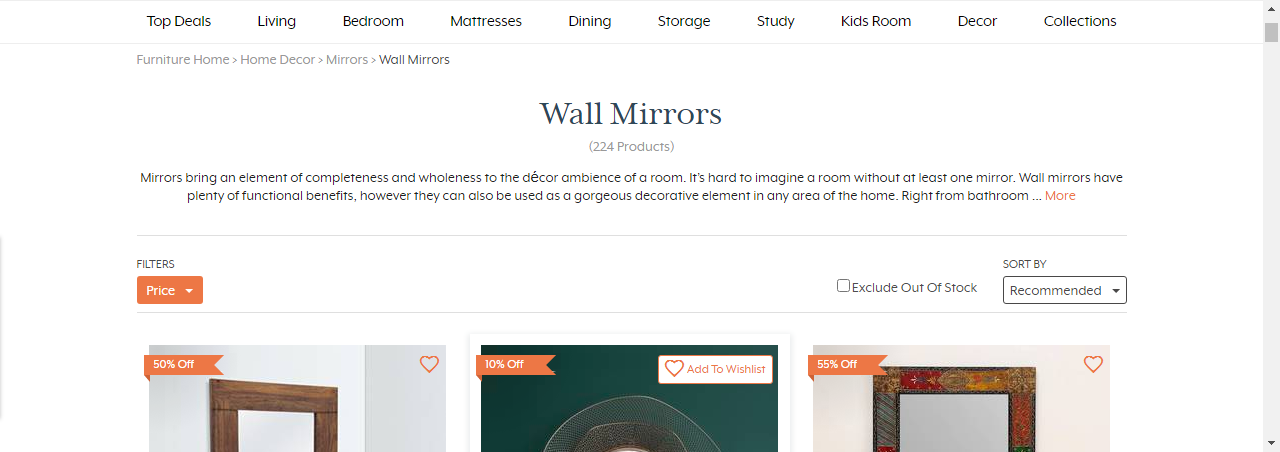 Top Deals Living Bedroom Mattresses Dining Storage Study Kids Room Decor Collections
Furniture Home > Home Decor > Mirrors > Wall Mirrors
Wall Mirrors
(224 Products)
Mirrors bring an element of completeness and wholeness to the décor ambience of a room. It's hard to imagine a room without at least one mirror. Wall mirrors have
plenty of functional benefits, however they can also be used as a gorgeous decorative element in any area of the home. Right from bathroom ... More
FILTERS
SORT BY
Price
Exclude Out Of Stock
Recommended
50% Off
10% Off
Add To Wishlist
55% Off